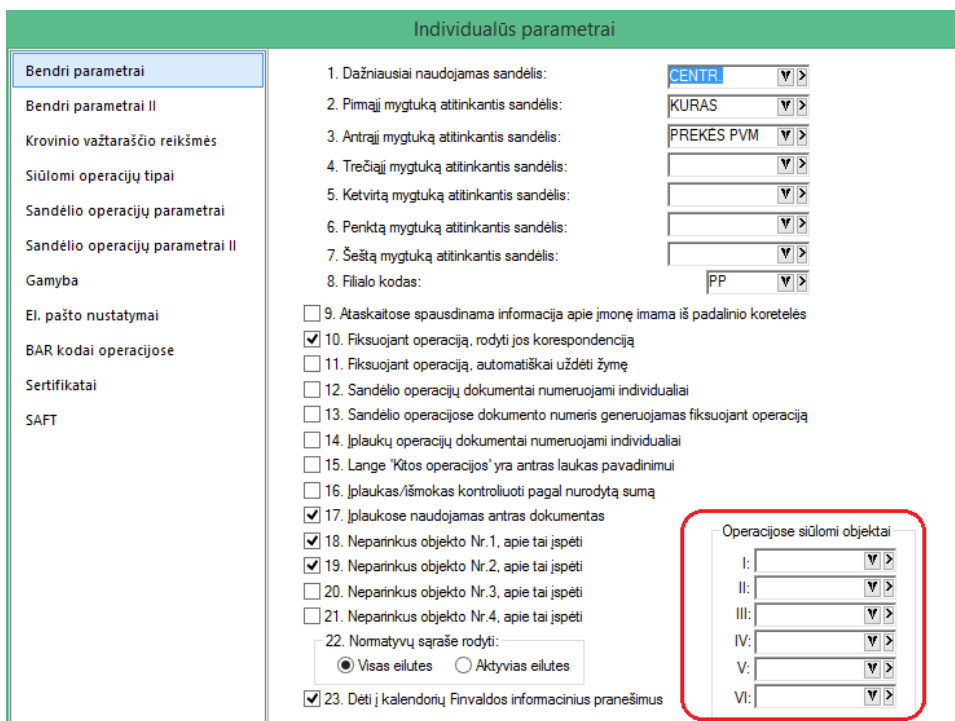 Individualūs parametrai
Bendri parametrai
Bendri parametrai II
Krovinio važtaraščio reikšmės
Siūlomi operacijų tipai
Sandėlio operacijų parametrai
Sandėlio operacijų parametrai II
Gamyba
El. pašto nustatymai
BAR kodai operacijose
Sertifikatai
SAFT
1. Dažniausiai naudojamas sandėlis: CENTR.
2. Pirmąjį mygtuką atitinkantis sandėlis: KURAS
3. Antrąjį mygtuką atitinkantis sandėlis: PREKĖS PVM
4. Trečiąjį mygtuką atitinkantis sandėlis:
5. Ketvirtą mygtuką atitinkantis sandėlis:
6. Penktą mygtuką atitinkantis sandėlis:
7. Šeštą mygtuką atitinkantis sandėlis:
8. Filialo kodas: PP
9. Ataskaitose spausdinama informacija apie įmonę imama iš padalinio koretelės
10. Fiksuojant operaciją, rodyti jos korespondenciją
11. Fiksuojant operaciją, automatiškai uždėti žymę
12. Sandėlio operacijų dokumentai numeruojami individualiai
13. Sandėlio operacijose dokumento numeris generuojamas fiksuojant operaciją
14. Įplaukų operacijų dokumentai numeruojami individualiai
15. Lange 'Kitos operacijos' yra antras laukas pavadinimui
16. Įplaukas/išmokas kontroliuoti pagal nurodytą sumą
17. Įplaukose naudojamas antras dokumentas
18. Neparinkus objekto Nr.1, apie tai įspėti
19. Neparinkus objekto Nr.2, apie tai įspėti
20. Neparinkus objekto Nr.3, apie tai įspėti
21. Neparinkus objekto Nr.4, apie tai įspėti
22. Normatyvų sąraše rodyti:
Visas eilutes Aktyvias eilutes
23. Dėti į kalendorių Finvaldos informacinius pranešimus
Operacijose siūlomi objektai
I:
II:
III:
IV:
V:
VI: